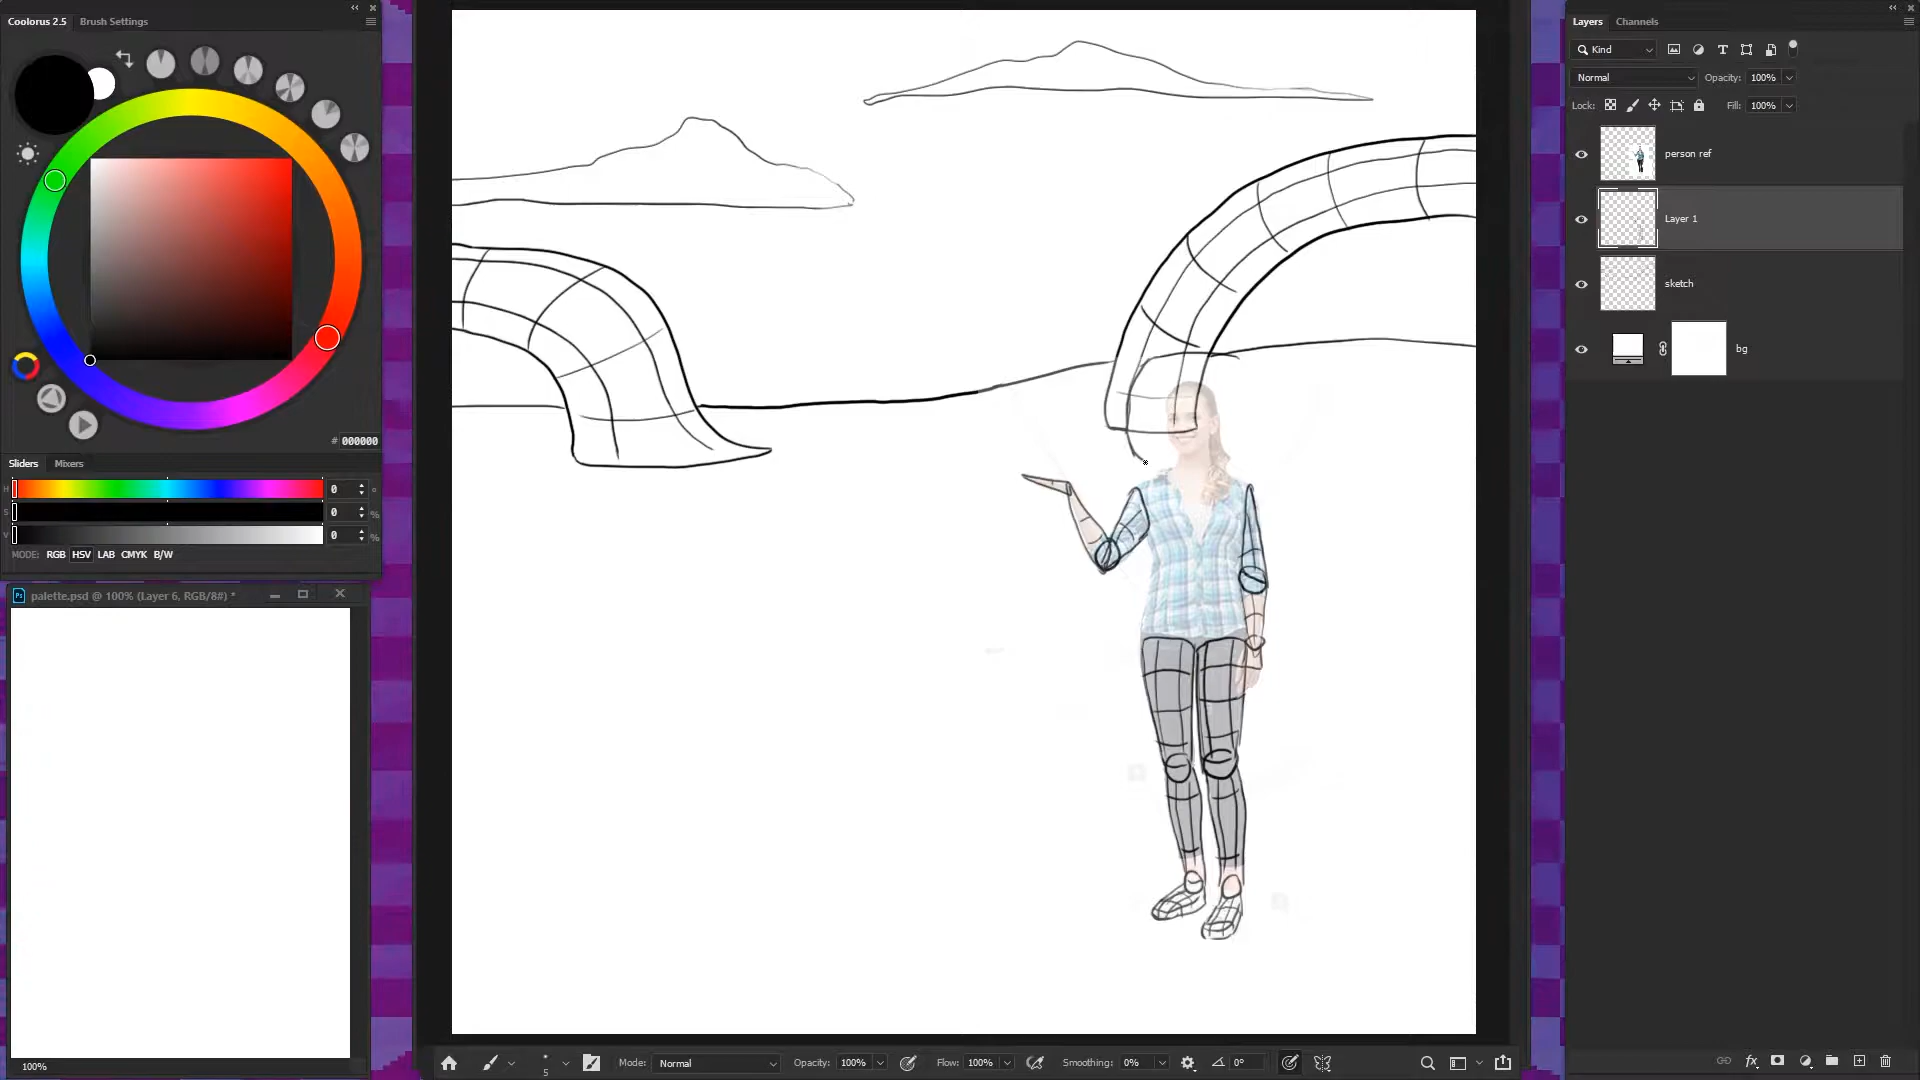 Coolorus 2.5 Brush Settings
# 000000
Sliders Mixers
H 0 °
S 0 %
V 0 %
MODE: RGB HSV LAB CMYK B/W
palette.psd @ 100% (Layer 6, RGB/8#) *
100%
Layers Channels
Kind
Normal Opacity: 100%
Lock: Fill: 100%
person ref
Layer 1
sketch
bg
5 Mode: Normal Opacity: 100% Flow: 100% Smoothing: 0% 0°